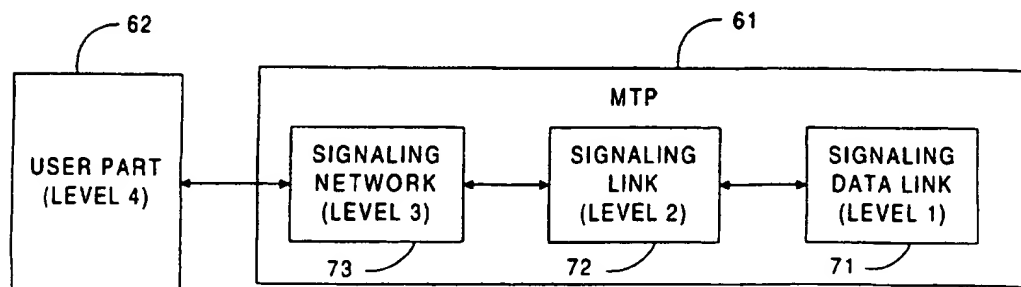 62
61
MTP
USER PART
(LEVEL 4)
SIGNALING
NETWORK
(LEVEL 3)
SIGNALING
LINK
(LEVEL 2)
SIGNALING
DATA LINK
(LEVEL 1)
73
72
71